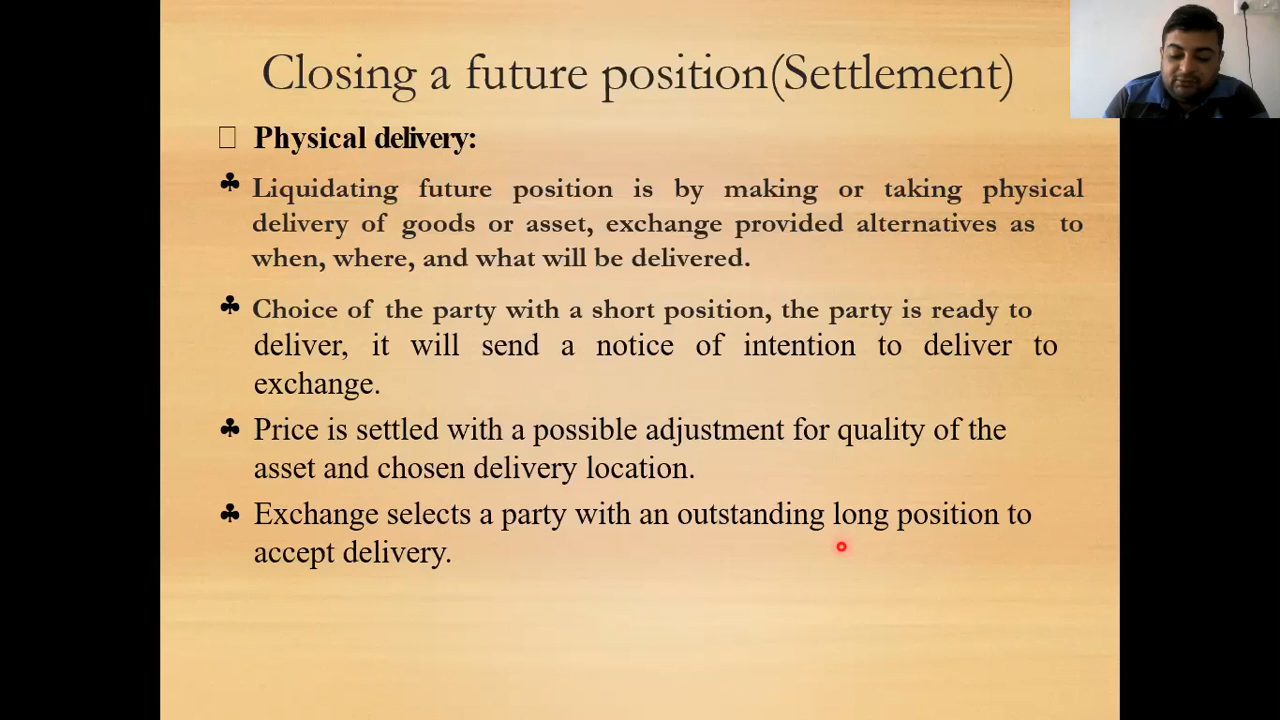 Closing a future position(Settlement)
Physical delivery:
Liquidating future position is by making or taking physical
delivery of goods or asset, exchange provided alternatives as to
when, where, and what will be delivered.
Choice of the party with a short position, the party is ready to
deliver, it will send a notice of intention to deliver to
exchange.
Price is settled with a possible adjustment for quality of the
asset and chosen delivery location.
Exchange selects a party with an outstanding long position to
accept delivery.